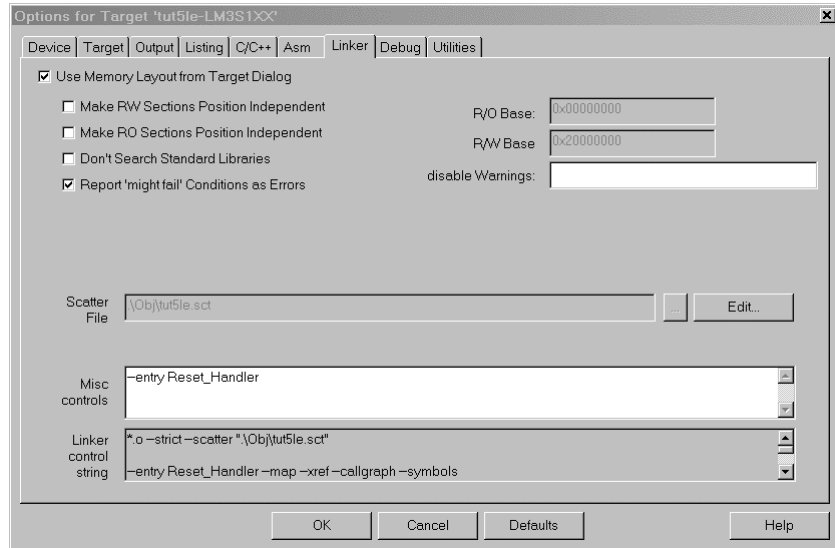 Options for Target 'tut5le-LM3S1XX'
Device Target Output Listing C/C++ Asm Linker Debug Utilities
Use Memory Layout from Target Dialog
Make RW Sections Position Independent
Make RO Sections Position Independent
Don't Search Standard Libraries
Report 'might fail' Conditions as Errors
R/O Base: 0x00000000
R/W Base 0x20000000
disable Warnings:
Scatter File
.\Obj\tut5le.sct
...
Edit...
Misc controls
–entry Reset_Handler
Linker control string
*.o –strict –scatter ".\Obj\tut5le.sct"
–entry Reset_Handler –map –xref –callgraph –symbols
OK Cancel Defaults Help